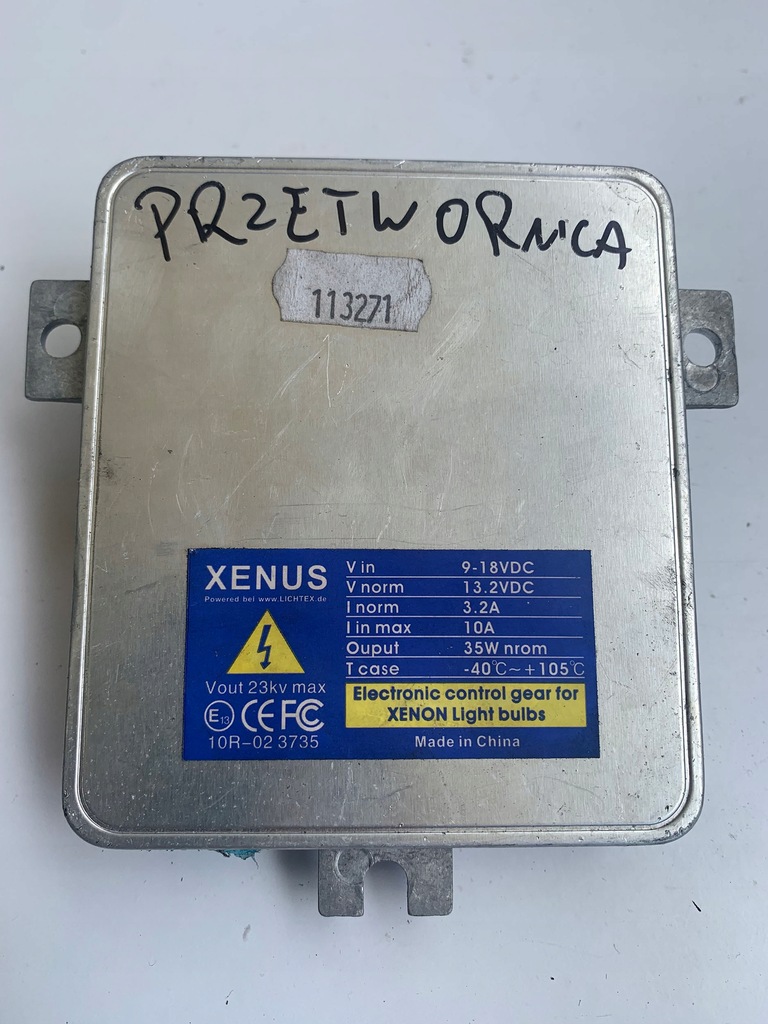 PRZETWORNICA
113271
XENUS
Powered bei www.LICHTEX.de
Vout 23kv max
E13 CE FC
10R-02 3735
V in 9-18VDC
V norm 13.2VDC
I norm 3.2A
I in max 10A
Ouput 35W nrom
T case -40℃~+105℃
Electronic control gear for
XENON Light bulbs
Made in China